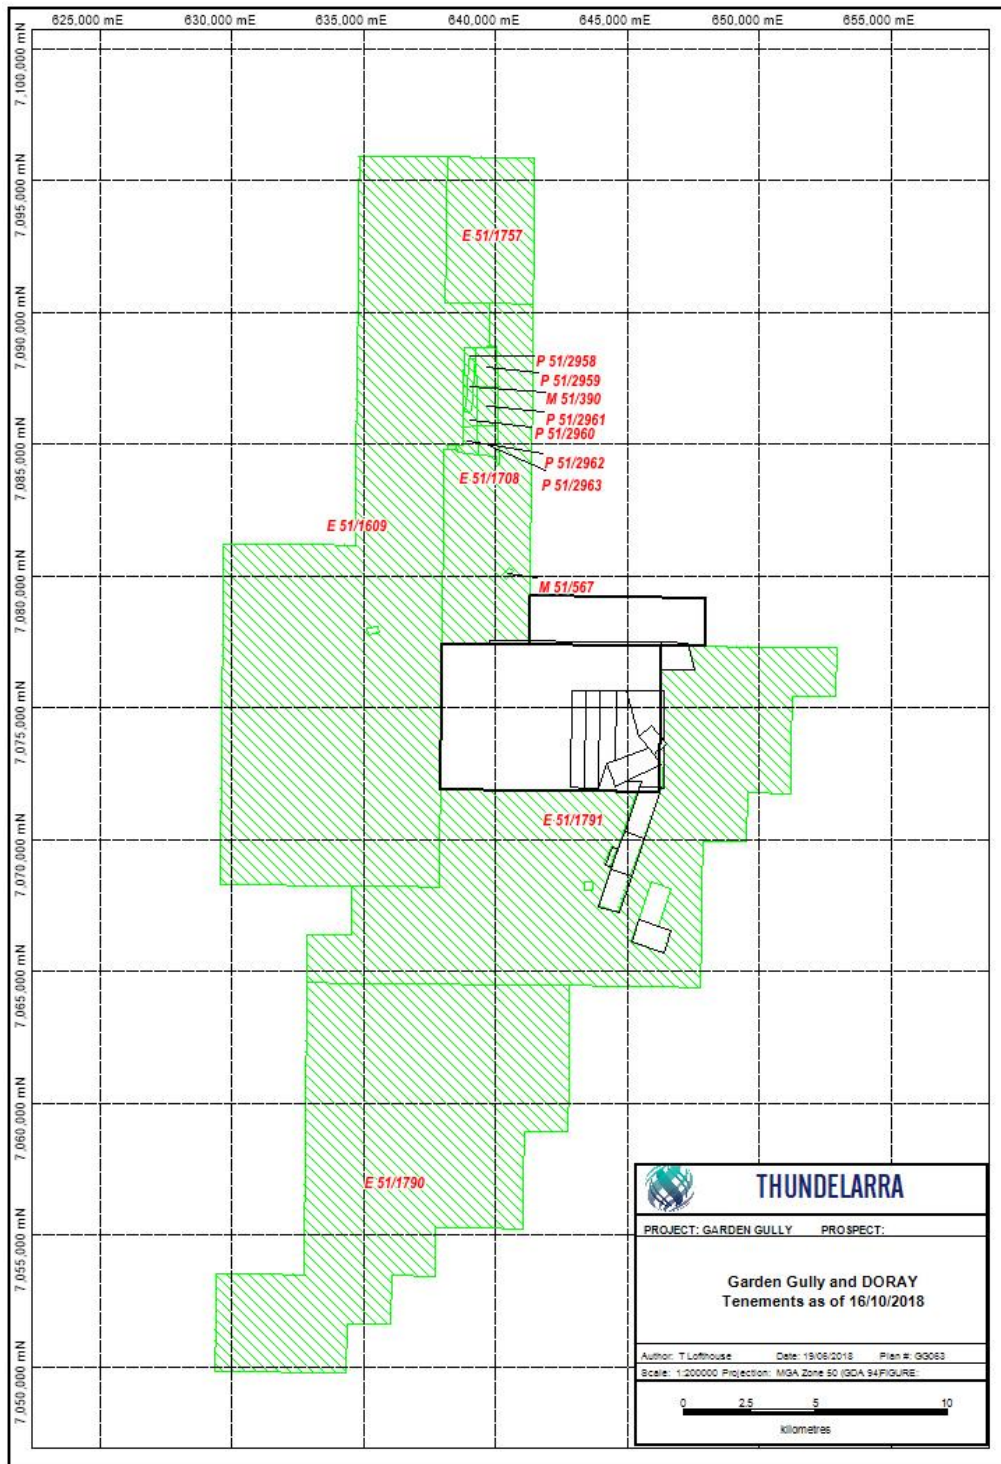 625,000 mE 630,000 mE 635,000 mE 640,000 mE 645,000 mE 650,000 mE 655,000 mE
7,100,000 mN
7,095,000 mN
7,090,000 mN
7,085,000 mN
7,080,000 mN
7,075,000 mN
7,070,000 mN
7,065,000 mN
7,060,000 mN
7,055,000 mN
7,050,000 mN
E 51/1757
P 51/2958
P 51/2959
M 51/390
P 51/2961
P 51/2960
P 51/2962
P 51/2963
E 51/1708
E 51/1609
M 51/567
E 51/1791
E 51/1790
THUNDELARRA
PROJECT: GARDEN GULLY PROSPECT:
Garden Gully and DORAY
Tenements as of 16/10/2018
Author: T Lofthouse Date: 19/06/2018 Plan #: GG063
Scale: 1:200000 Projection: MGA Zone 50 (GDA 94) FIGURE:
0 2.5 5 10
kilometres